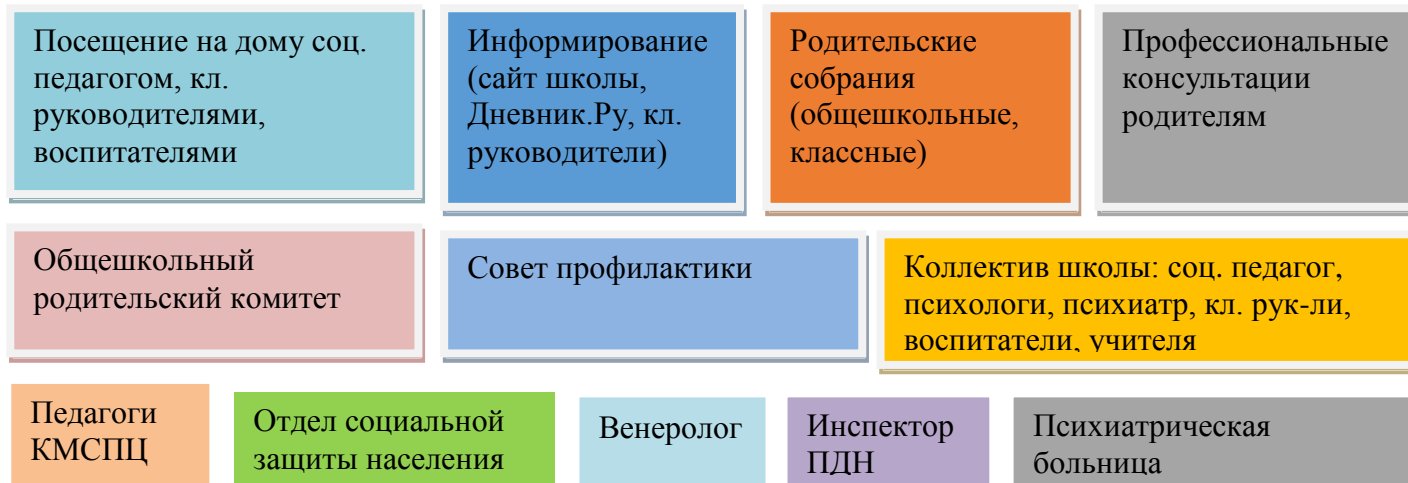 Посещение на дому соц.
педагогом, кл.
руководителями,
воспитателями
Информирование
(сайт школы,
Дневник.Ру, кл.
руководители)
Родительские
собрания
(общешкольные,
классные)
Профессиональные
консультации
родителям
Общешкольный
родительский комитет
Совет профилактики
Коллектив школы: соц. педагог,
психологи, психиатр, кл. рук-ли,
воспитатели, учителя
Педагоги
КМСПЦ
Отдел социальной
защиты населения
Венеролог
Инспектор
ПДН
Психиатрическая
больница